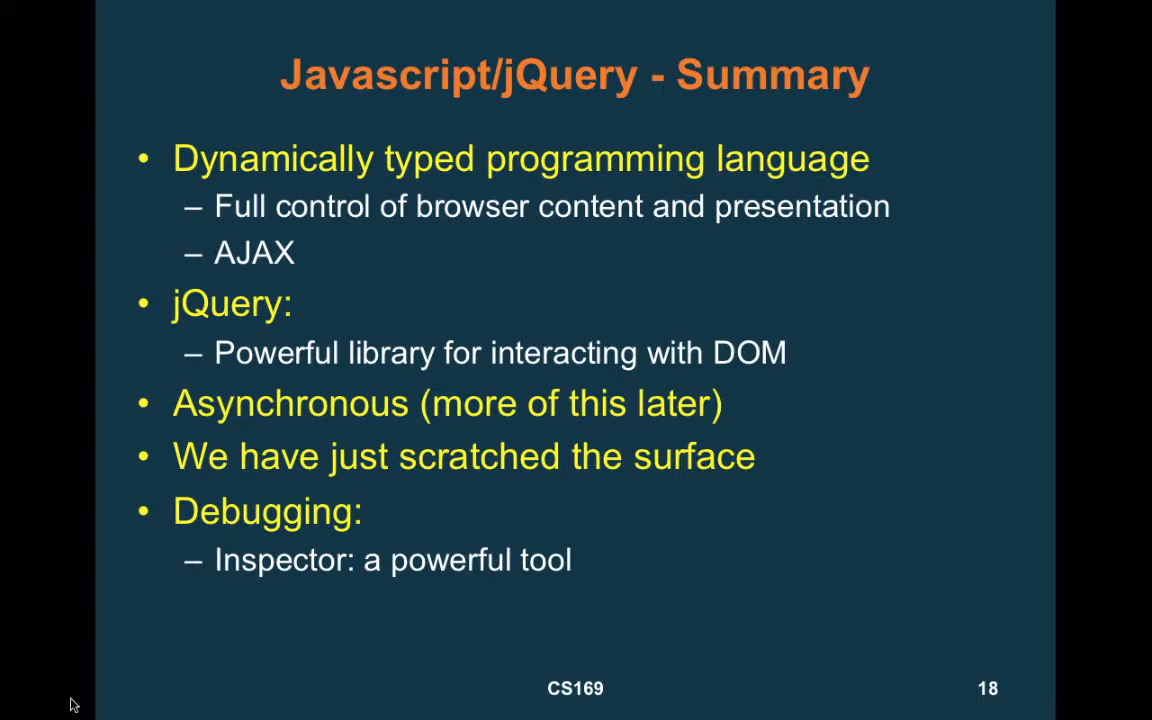 Javascript/jQuery - Summary
• Dynamically typed programming language
– Full control of browser content and presentation
– AJAX
• jQuery:
– Powerful library for interacting with DOM
• Asynchronous (more of this later)
• We have just scratched the surface
• Debugging:
– Inspector: a powerful tool
CS169
18